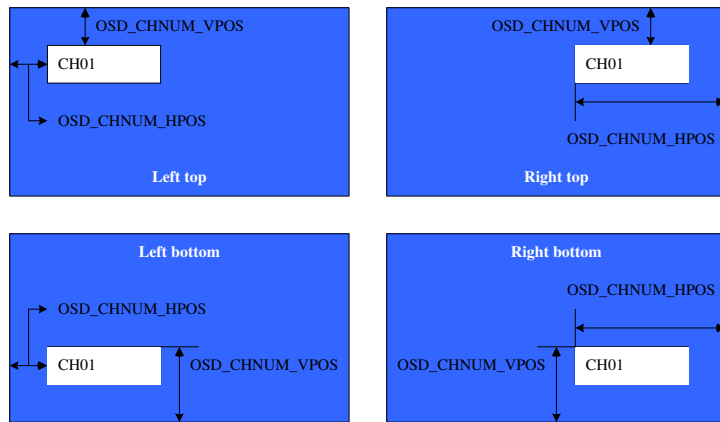 OSD_CHNUM_VPOS
CH01
OSD_CHNUM_HPOS
Left top
OSD_CHNUM_VPOS
CH01
OSD_CHNUM_HPOS
Right top
Left bottom
OSD_CHNUM_HPOS
CH01
OSD_CHNUM_VPOS
Right bottom
OSD_CHNUM_HPOS
OSD_CHNUM_VPOS
CH01